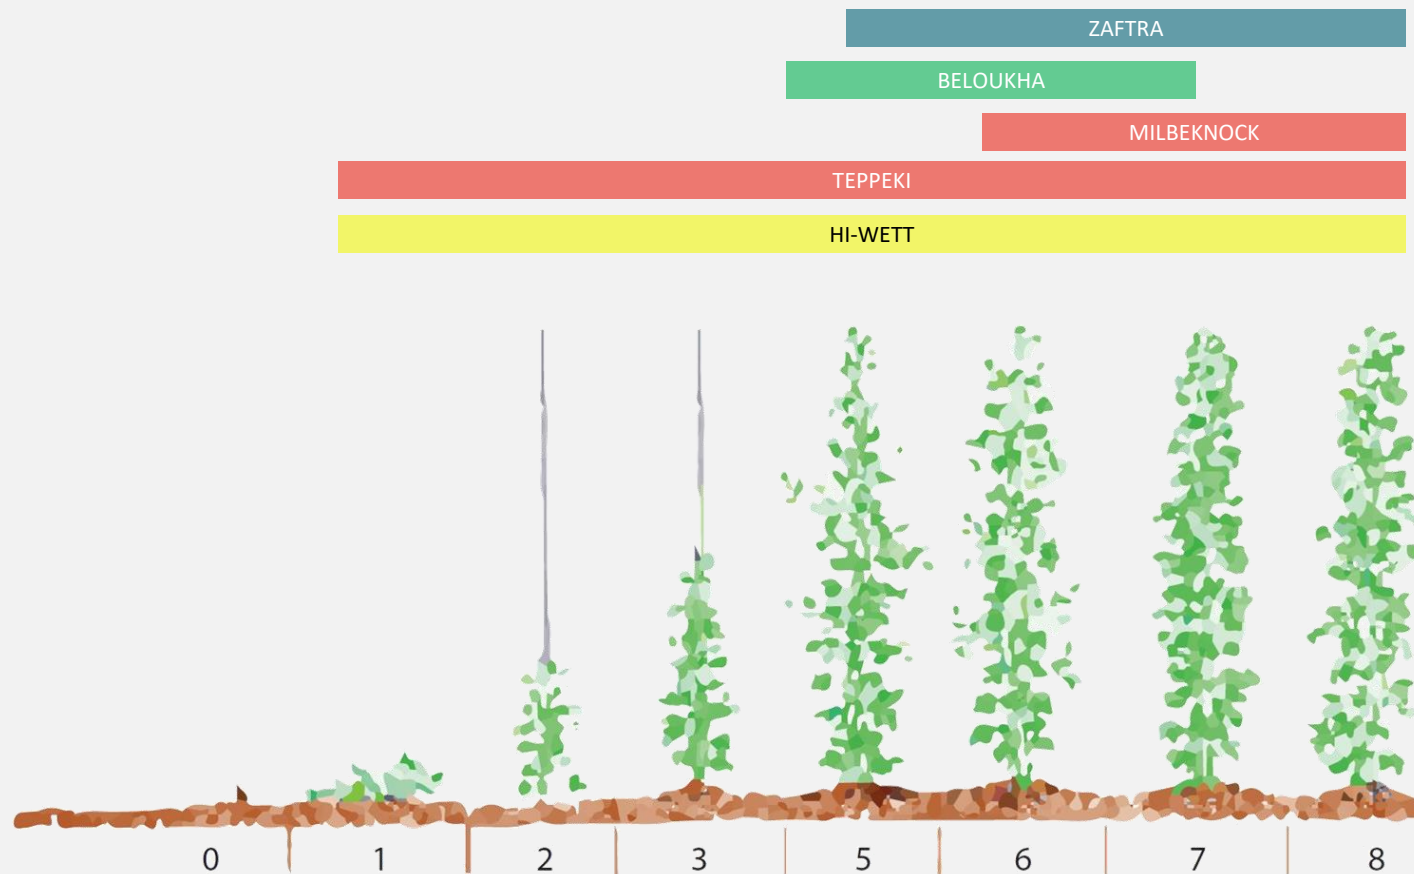 ZAFTRA
BELOUKHA
MILBEKNOCK
TEPPEKI
HI-WETT
0 1 2 3 5 6 7 8